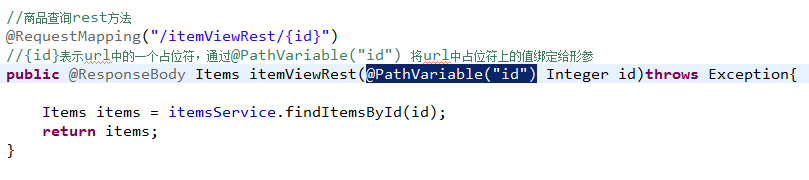 //商品查询rest方法
@RequestMapping("/itemViewRest/{id}")
//{id}表示url中的一个占位符，通过@PathVariable("id") 将url中占位符上的值绑定给形参
public @ResponseBody Items itemViewRest(@PathVariable("id") Integer id)throws Exception{
Items items = itemsService.findItemsById(id);
return items;
}